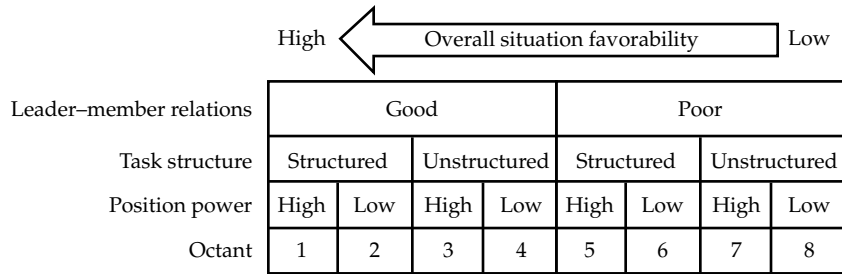 High Overall situation favorability Low
Leader–member relations Good Poor
Task structure Structured Unstructured Structured Unstructured
Position power High Low High Low High Low High Low
Octant 1 2 3 4 5 6 7 8